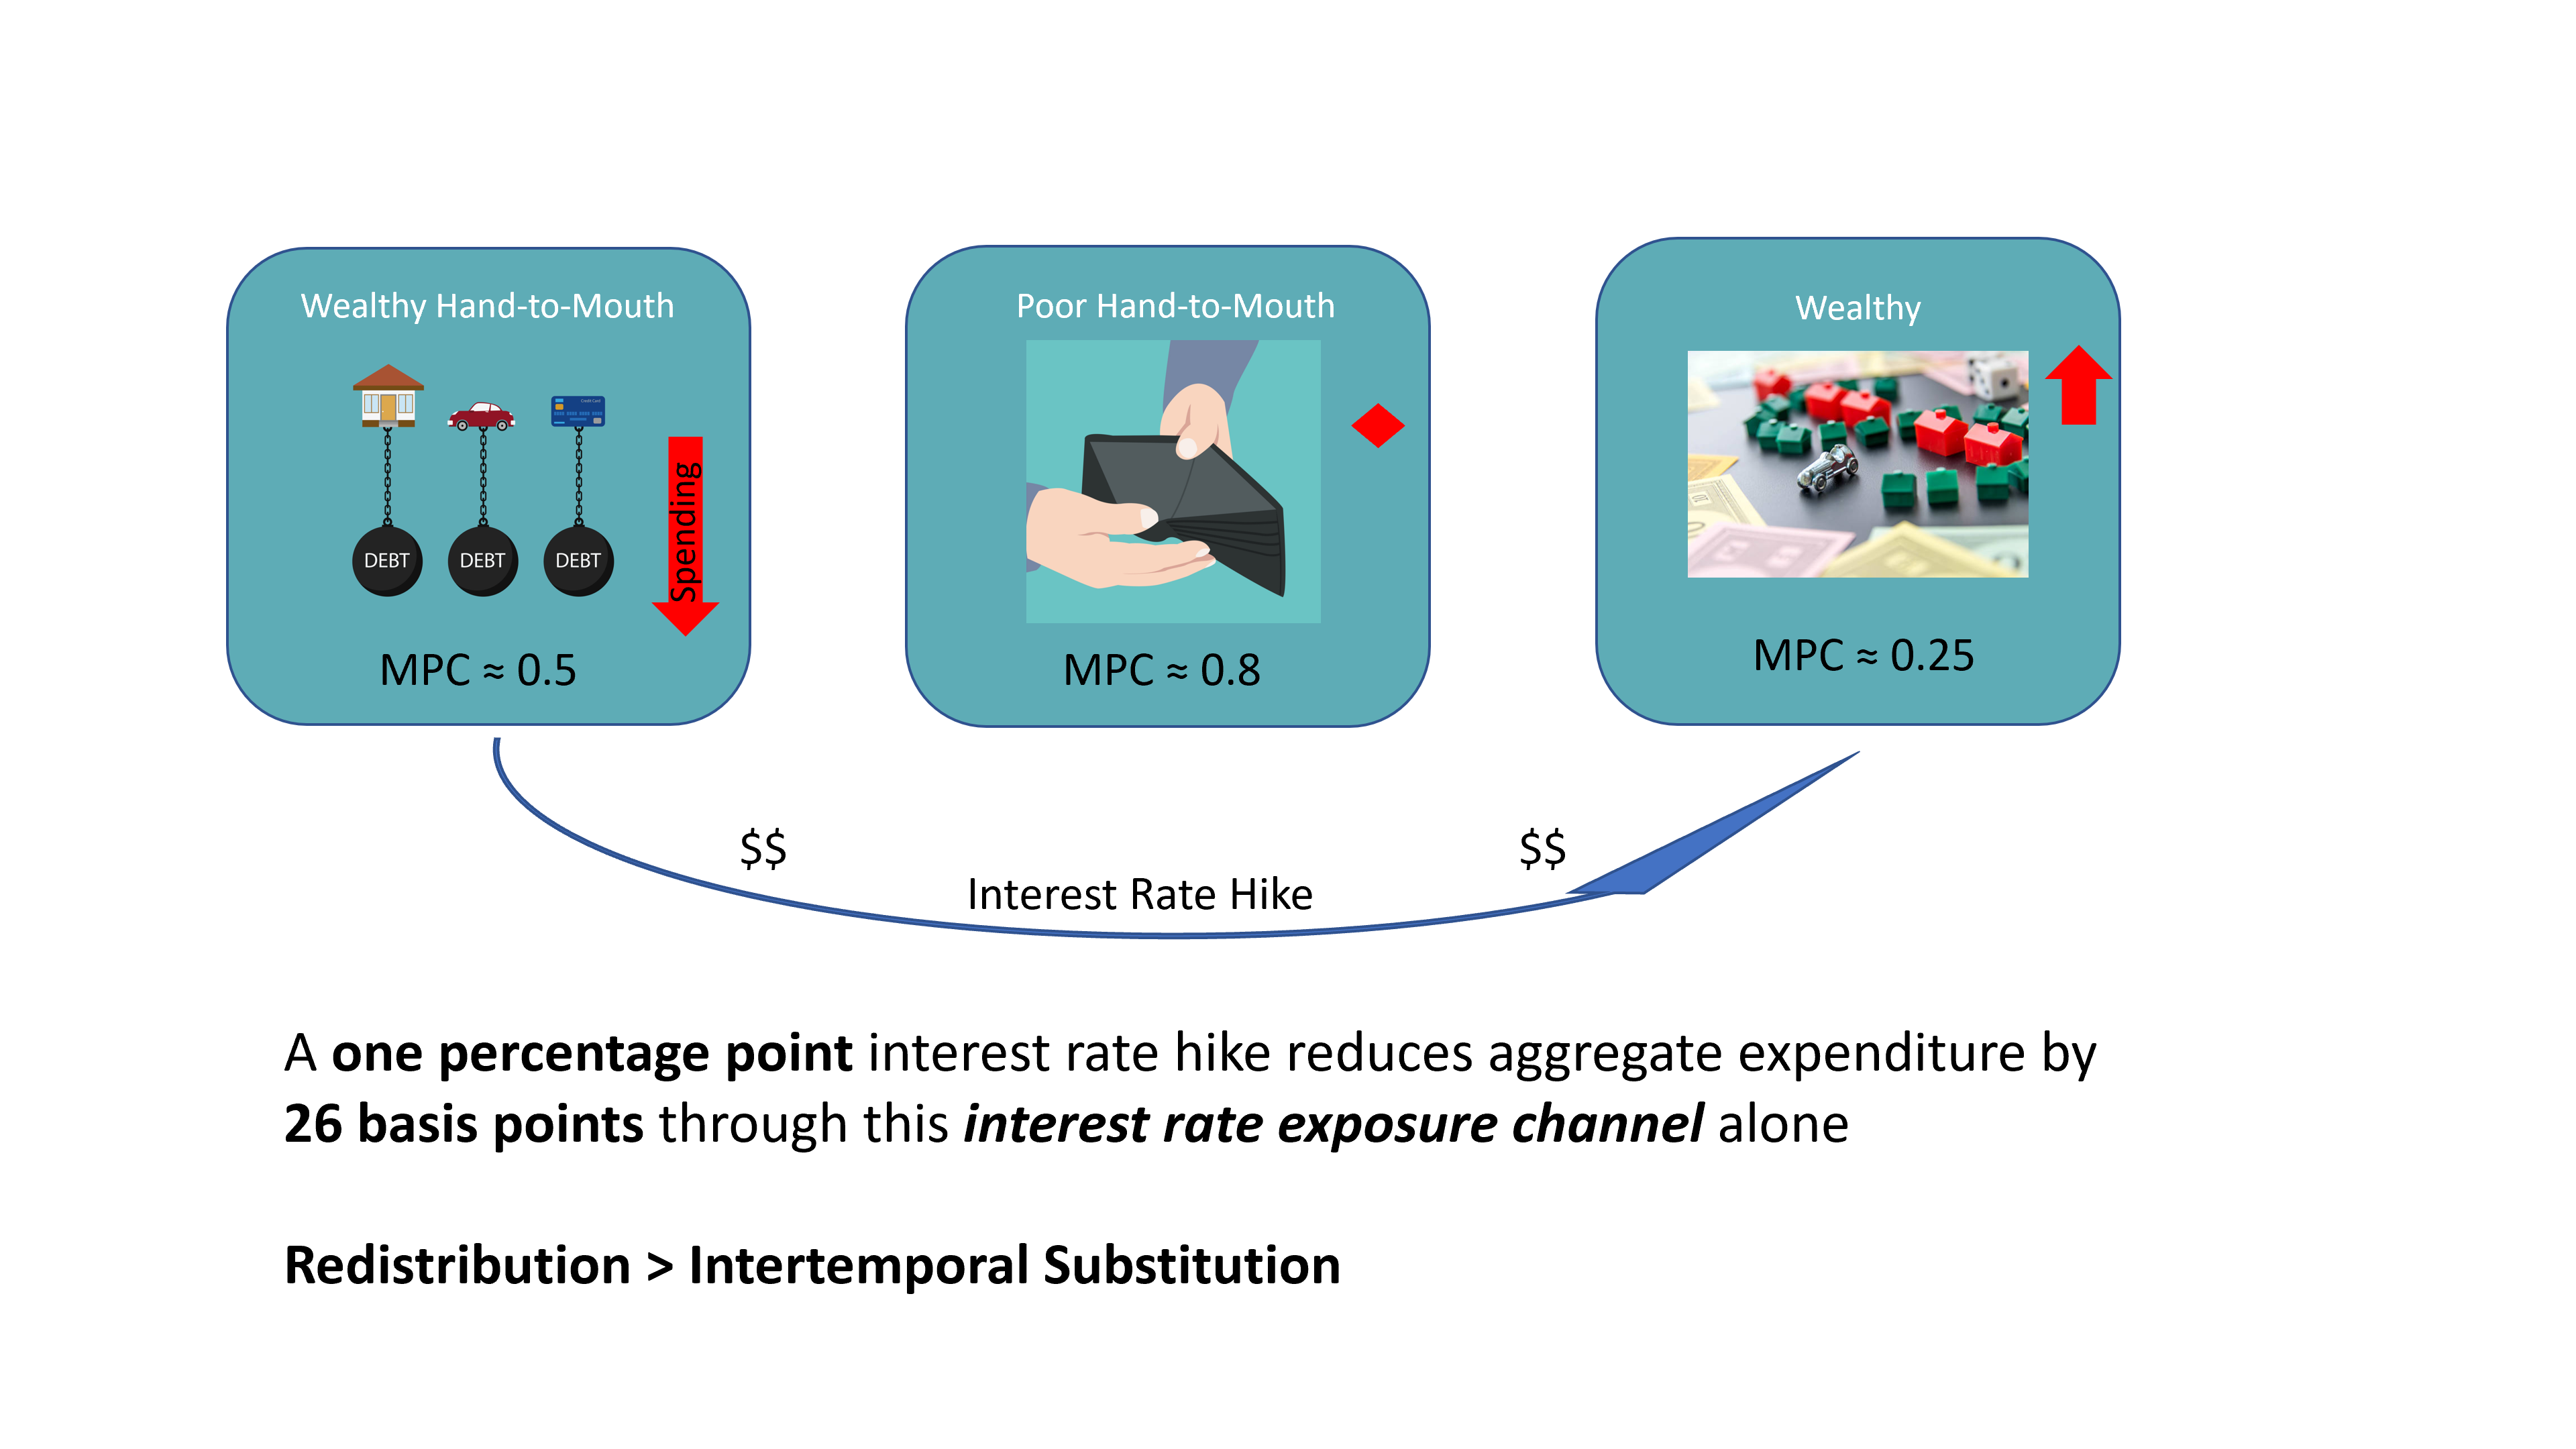 Wealthy Hand-to-Mouth
Poor Hand-to-Mouth
Wealthy
DEBT
DEBT
DEBT
Spending
MPC ≈ 0.5
MPC ≈ 0.8
MPC ≈ 0.25
$$
$$
Interest Rate Hike
A one percentage point interest rate hike reduces aggregate expenditure by
26 basis points through this interest rate exposure channel alone
Redistribution > Intertemporal Substitution